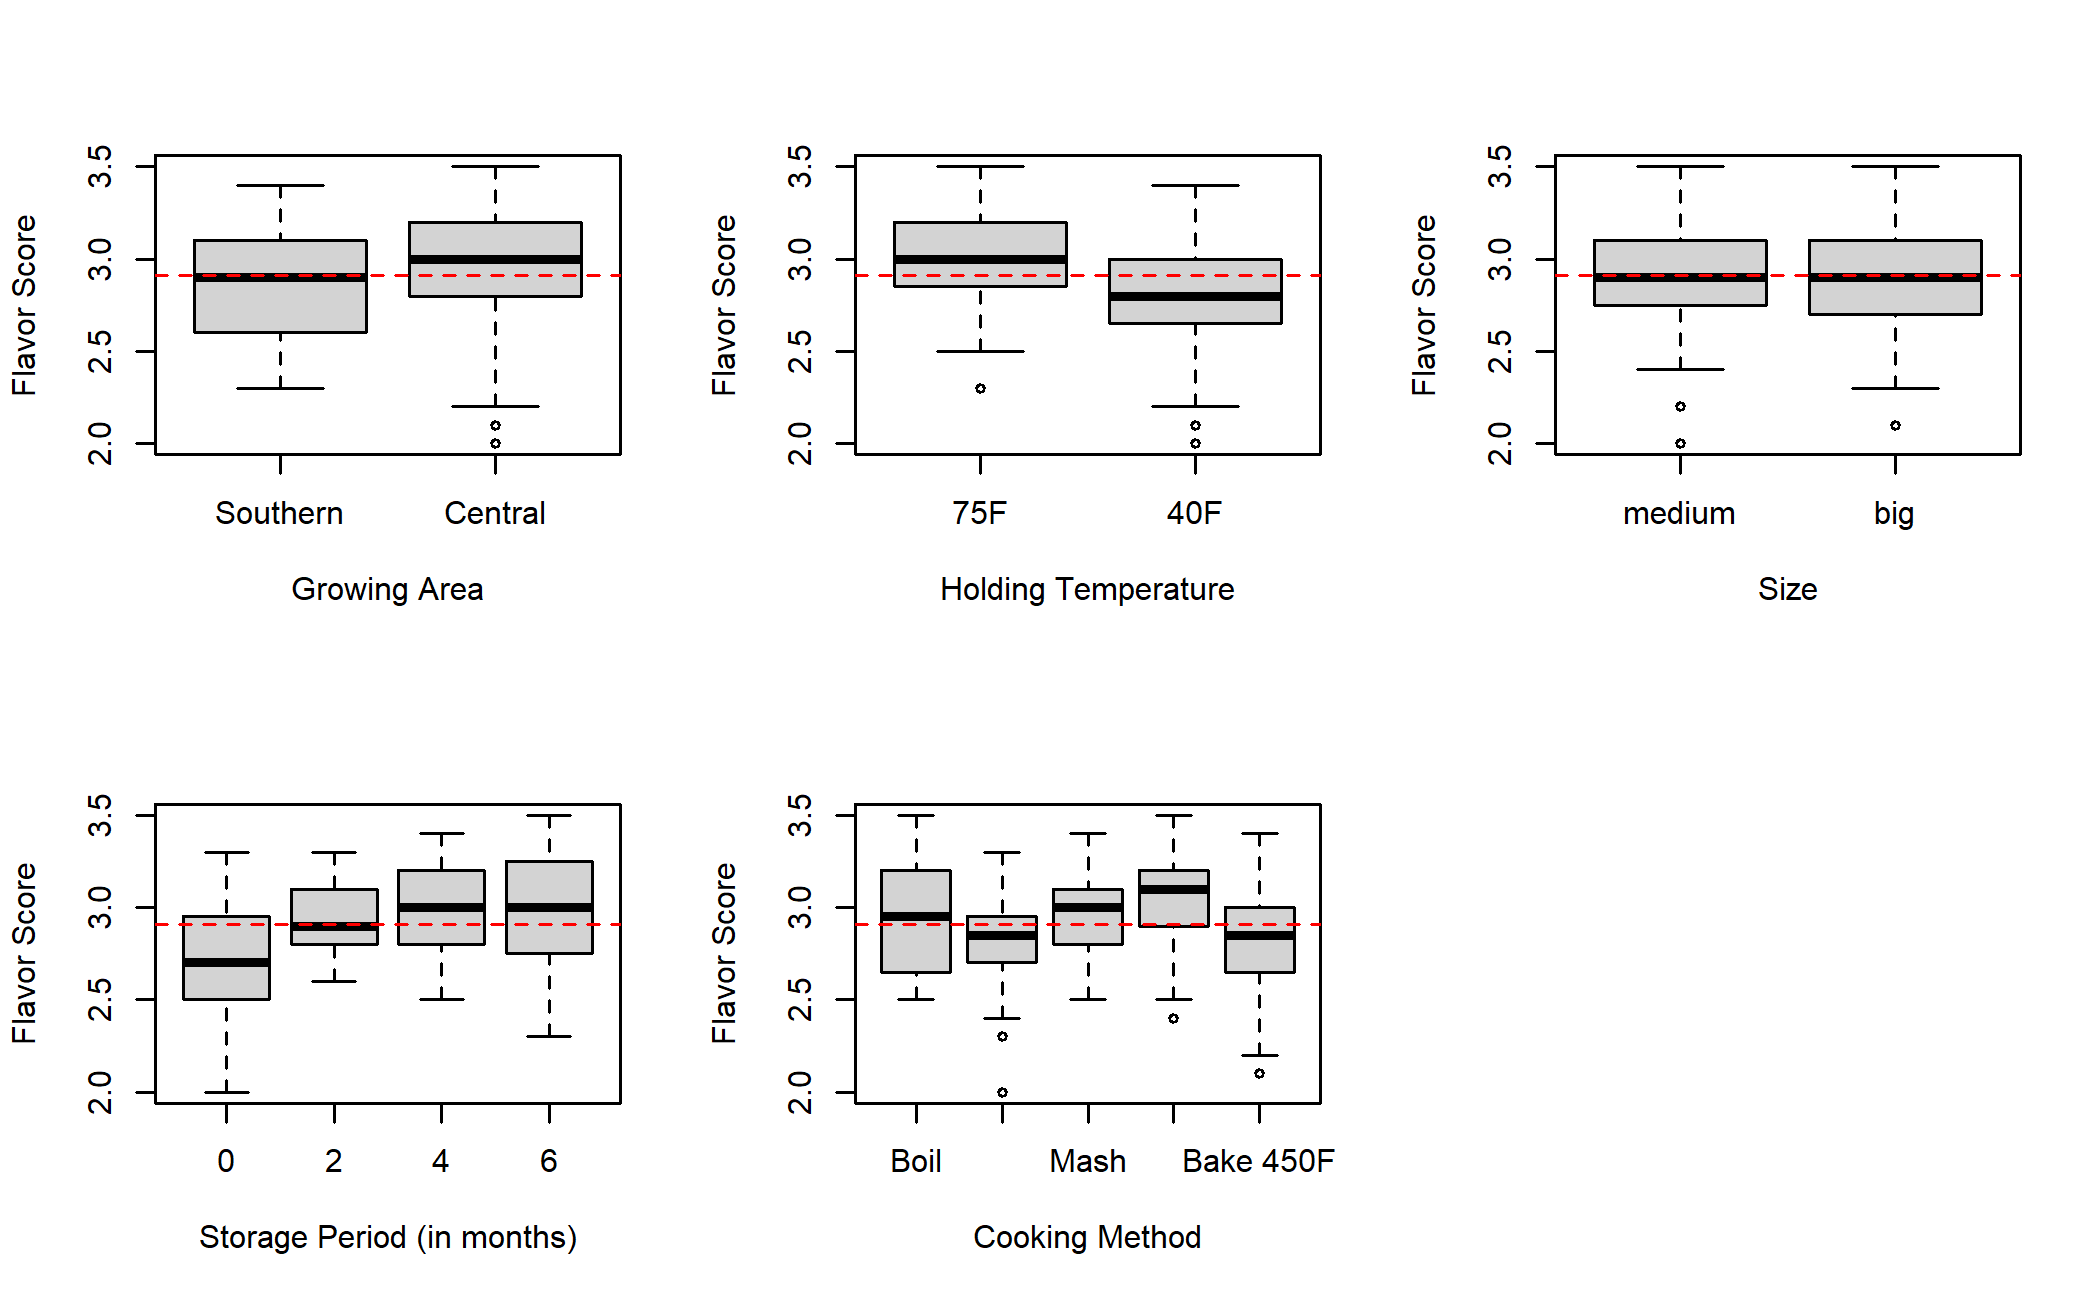 Flavor Score
3.5
3.0
2.5
2.0
Southern Central
Growing Area
Flavor Score
3.5
3.0
2.5
2.0
75F 40F
Holding Temperature
Flavor Score
3.5
3.0
2.5
2.0
medium big
Size
Flavor Score
3.5
3.0
2.5
2.0
0 2 4 6
Storage Period (in months)
Flavor Score
3.5
3.0
2.5
2.0
Boil Mash Bake 450F
Cooking Method